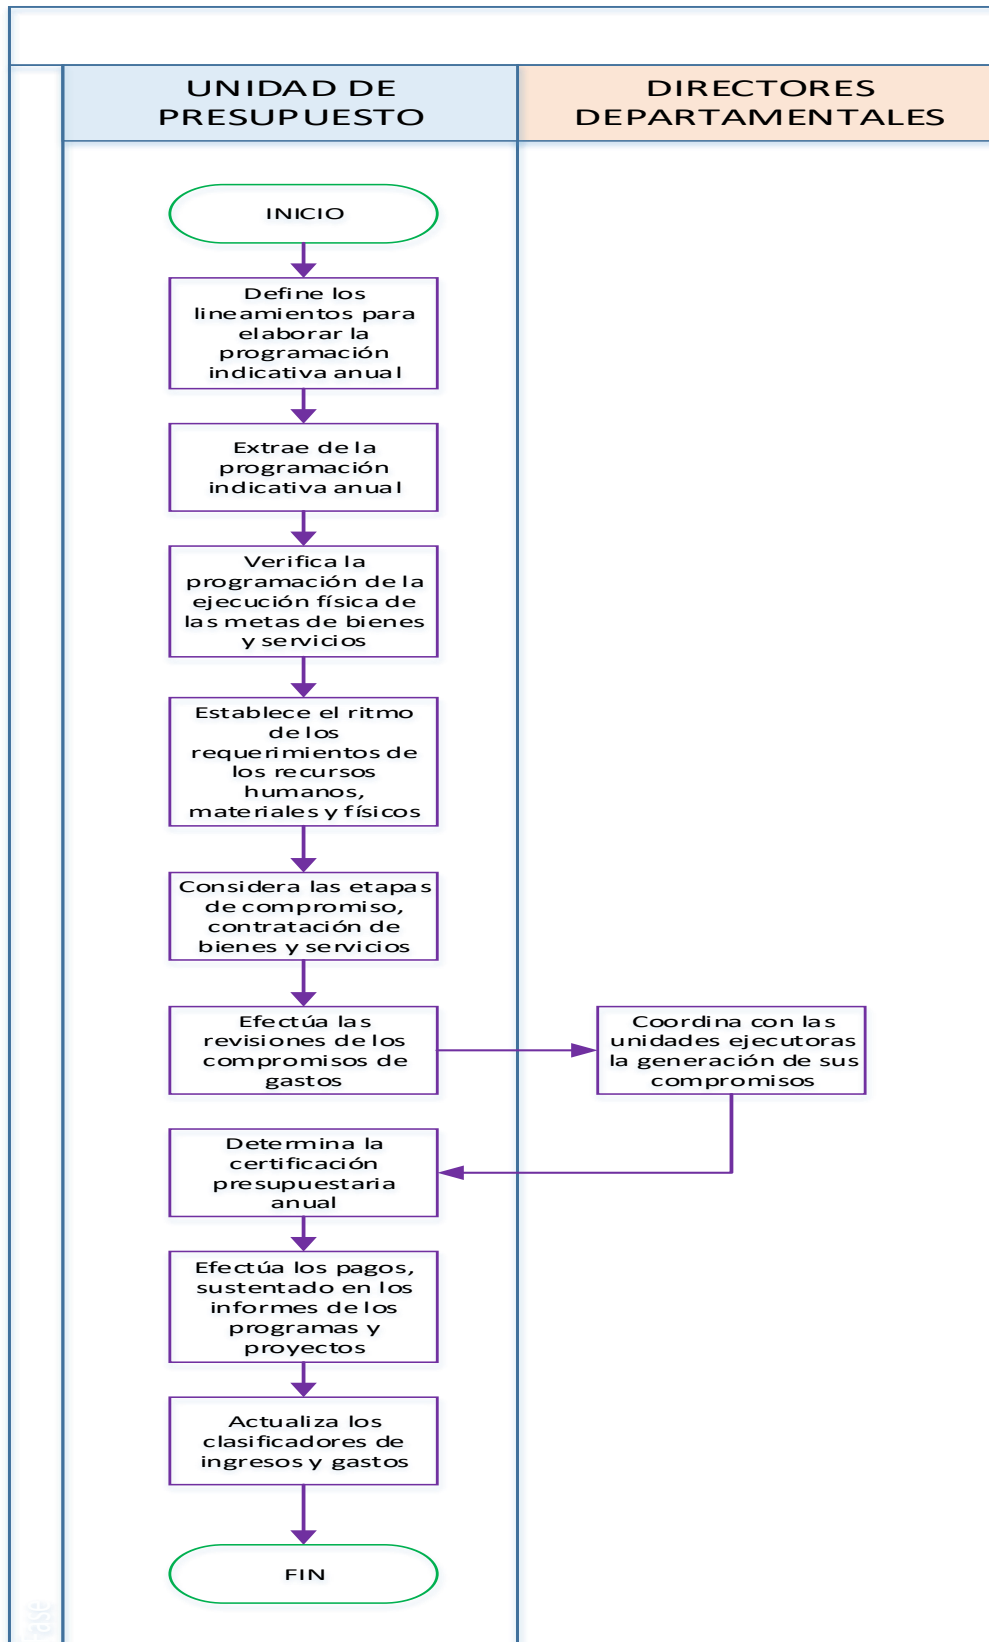 UNIDAD DE
PRESUPUESTO
DIRECTORES
DEPARTAMENTALES
INICIO
Define los
lineamientos para
elaborar la
programación
indicativa anual
Extrae de la
programación
indicativa anual
Verifica la
programación de la
ejecución física de
las metas de bienes
y servicios
Establece el ritmo
de los
requerimientos de
los recursos
humanos,
materiales y físicos
Considera las etapas
de compromiso,
contratación de
bienes y servicios
Efectúa las
revisiones de los
compromisos de
gastos
Coordina con las
unidades ejecutoras
la generación de sus
compromisos
Determina la
certificación
presupuestaria
anual
Efectúa los pagos,
sustentado en los
informes de los
programas y
proyectos
Actualiza los
clasificadores de
ingresos y gastos
FIN